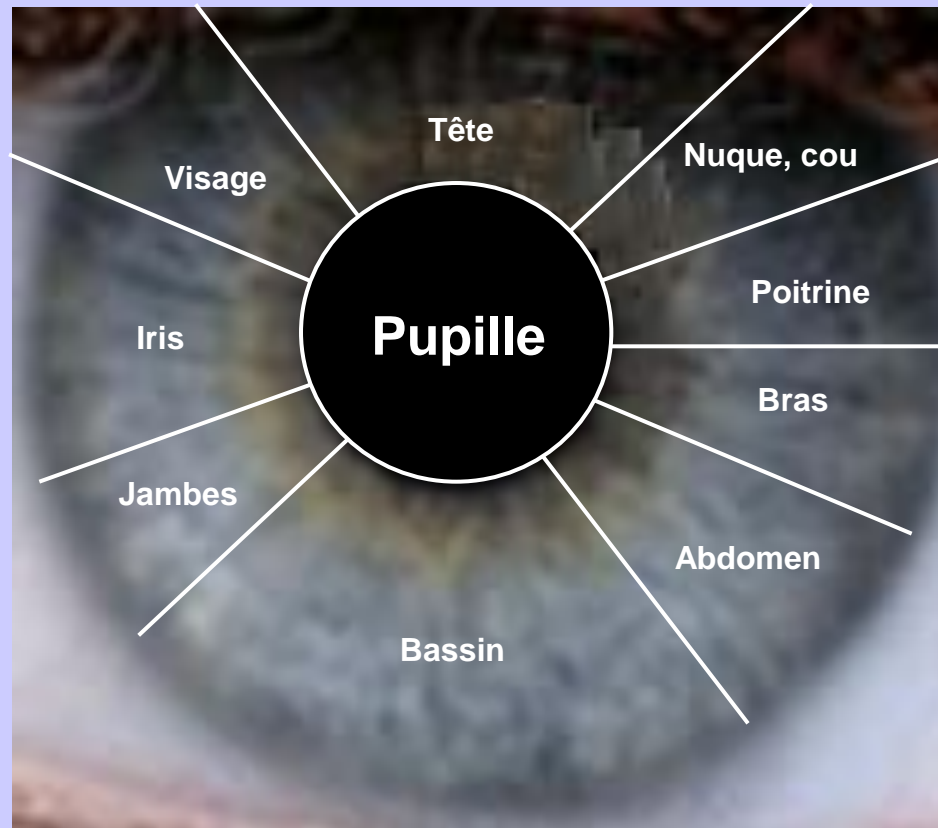 Tête
Nuque, cou
Visage
Poitrine
Iris
Pupille
Bras
Jambes
Abdomen
Bassin